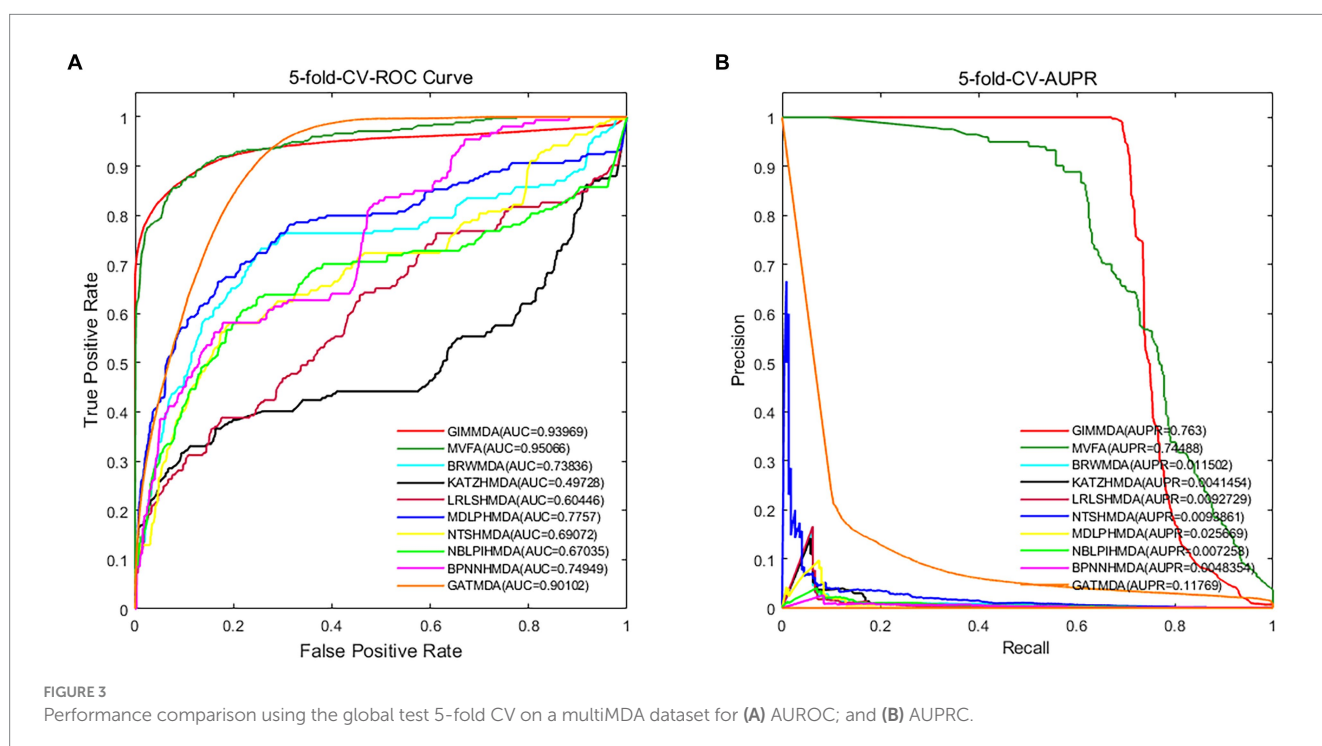 A
5-fold-CV-ROC Curve
True Positive Rate
1
0.9
0.8
0.7
0.6
0.5
0.4
0.3
0.2
0.1
0
0
0.2
0.4
0.6
0.8
1
False Positive Rate
GIMMDA(AUC=0.93969)
MVFA(AUC=0.95066)
BRWMDA(AUC=0.73836)
KATZHMDA(AUC=0.49728)
LRLSHMDA(AUC=0.60446)
MDLPHMDA(AUC=0.7757)
NTSHMDA(AUC=0.69072)
NBLPIHMDA(AUC=0.67035)
BPNNHMDA(AUC=0.74949)
GATMDA(AUC=0.90102)
B
5-fold-CV-AUPR
Precision
1
0.9
0.8
0.7
0.6
0.5
0.4
0.3
0.2
0.1
0
0
0.2
0.4
0.6
0.8
1
Recall
GIMMDA(AUPR=0.763)
MVFA(AUPR=0.74488)
BRWMDA(AUPR=0.011502)
KATZHMDA(AUPR=0.0041454)
LRLSHMDA(AUPR=0.0092729)
NTSHMDA(AUPR=0.0093861)
MDLPHMDA(AUPR=0.025669)
NBLPIHMDA(AUPR=0.007253)
BPNNHMDA(AUPR=0.0048354)
GATMDA(AUPR=0.11769)
FIGURE 3
Performance comparison using the global test 5-fold CV on a multiMDA dataset for (A) AUROC; and (B) AUPRC.